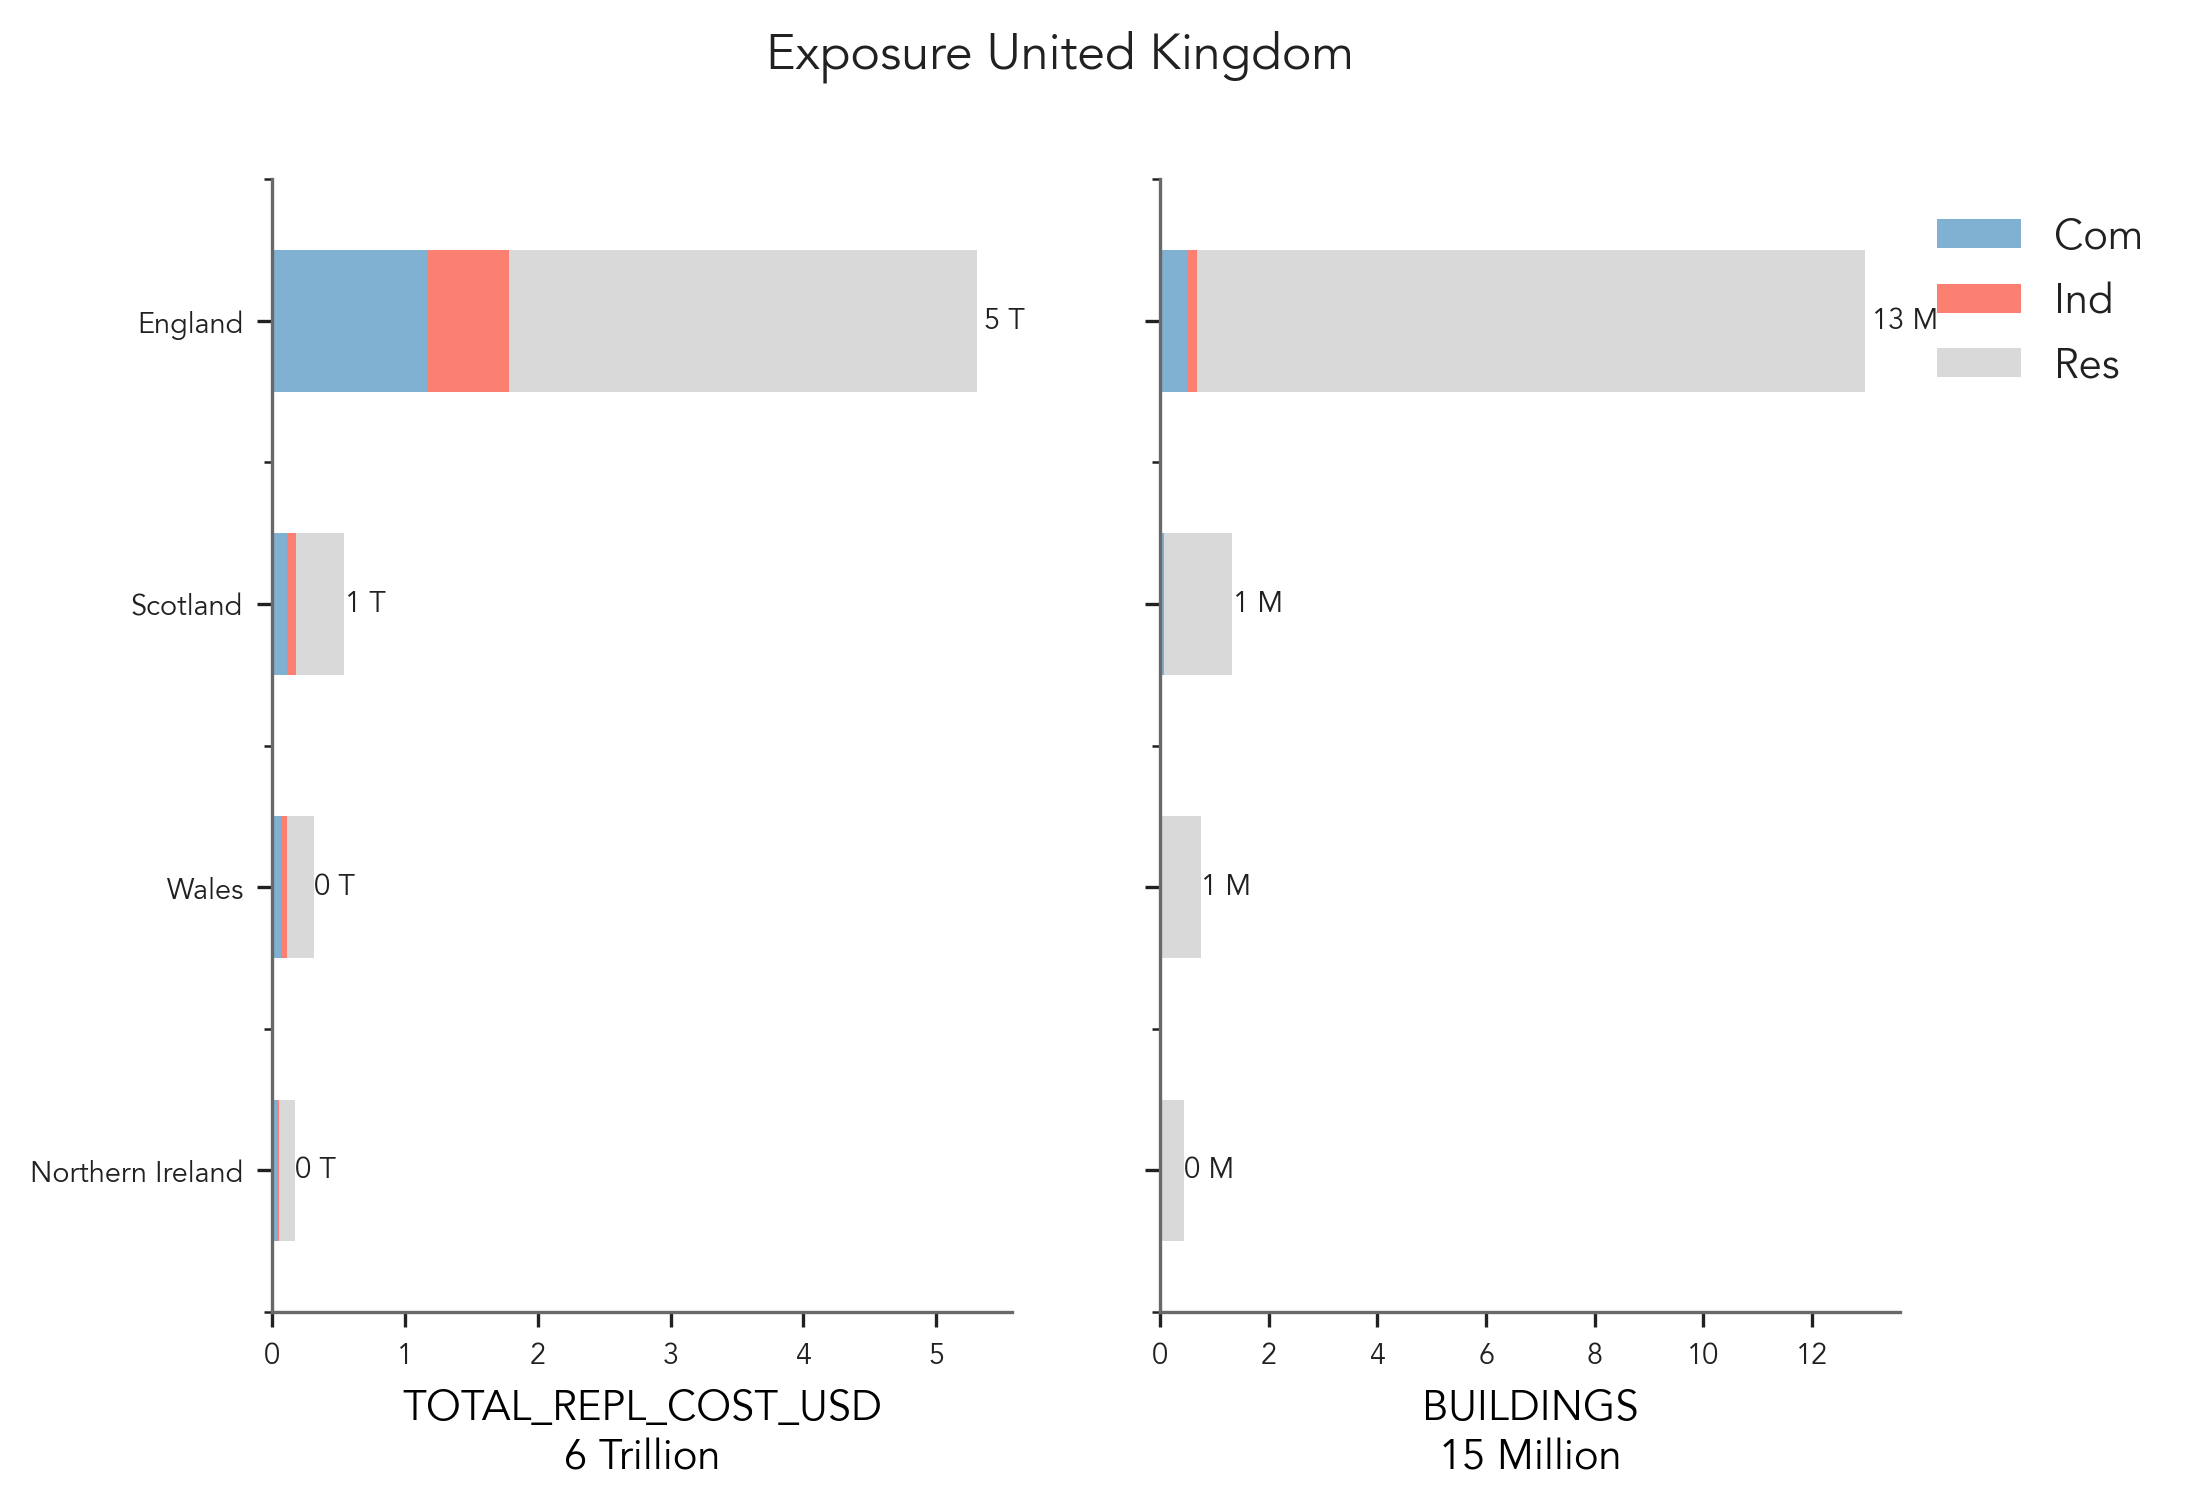 Exposure United Kingdom
England
Scotland
Wales
Northern Ireland
5 T
1 T
0 T
0 T
0 1 2 3 4 5
TOTAL_REPL_COST_USD
6 Trillion
13 M
1 M
1 M
0 M
0 2 4 6 8 10 12
BUILDINGS
15 Million
Com
Ind
Res